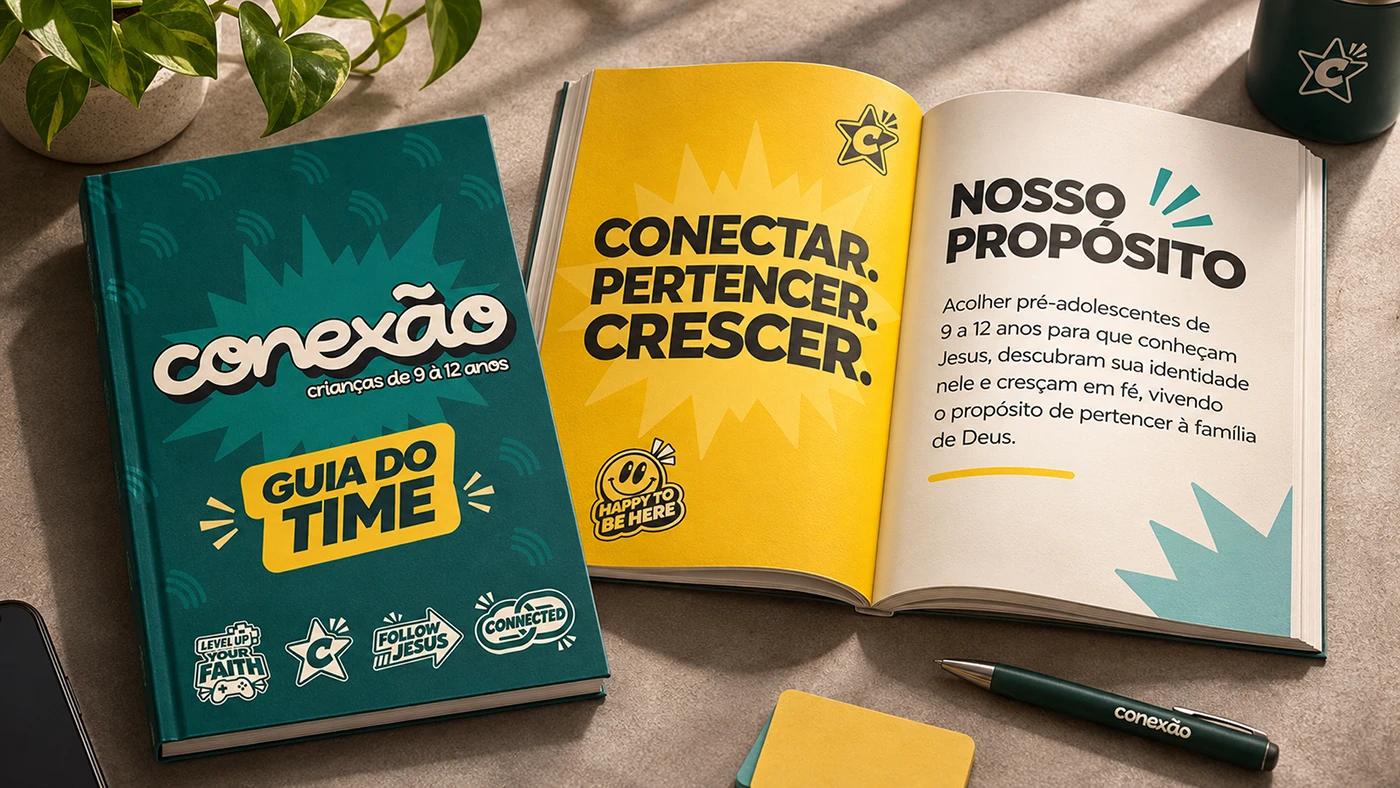 conexão
crianças de 9 à 12 anos
GUIA DO
TIME
LEVEL UP
YOUR
FAITH
C
FOLLOW
JESUS
CONNECTED
C
CONECTAR.
PERTENCER.
CRESCER.
HAPPY TO
BE HERE
NOSSO
PROPÓSITO
Acolher pré-adolescentes de
9 a 12 anos para que conheçam
Jesus, descubram sua identidade
nele e cresçam em fé, vivendo
o propósito de pertencer à família
de Deus.
C
conexão